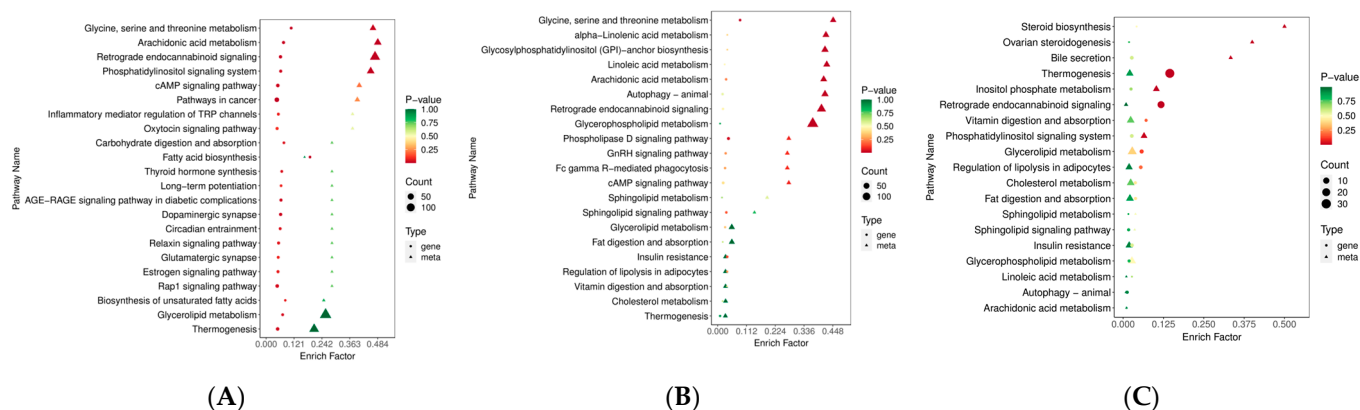 Glycine, serine and threonine metabolism
Arachidonic acid metabolism
Retrograde endocannabinoid signaling
Phosphatidylinositol signaling system
cAMP signaling pathway
Pathways in cancer
Inflammatory mediator regulation of TRP channels
Oxytocin signaling pathway
Carbohydrate digestion and absorption
Fatty acid biosynthesis
Thyroid hormone synthesis
Long−term potentiation
AGE−RAGE signaling pathway in diabetic complications
Dopaminergic synapse
Circadian entrainment
Relaxin signaling pathway
Glutamatergic synapse
Estrogen signaling pathway
Rap1 signaling pathway
Biosynthesis of unsaturated fatty acids
Glycerolipid metabolism
Thermogenesis
Pathway Name
0.000 0.121 0.242 0.363 0.484
Enrich Factor
P−value
1.00
0.75
0.50
0.25
Count
50
100
Type
gene
meta
(A)
Glycine, serine and threonine metabolism
alpha−Linolenic acid metabolism
Glycosylphosphatidylinositol (GPI)−anchor biosynthesis
Linoleic acid metabolism
Arachidonic acid metabolism
Autophagy − animal
Retrograde endocannabinoid signaling
Glycerophospholipid metabolism
Phospholipase D signaling pathway
GnRH signaling pathway
Fc gamma R−mediated phagocytosis
cAMP signaling pathway
Sphingolipid metabolism
Sphingolipid signaling pathway
Glycerolipid metabolism
Fat digestion and absorption
Insulin resistance
Regulation of lipolysis in adipocytes
Vitamin digestion and absorption
Cholesterol metabolism
Thermogenesis
Pathway Name
0.000 0.112 0.224 0.336 0.448
Enrich Factor
P−value
1.00
0.75
0.50
0.25
Count
50
100
Type
gene
meta
(B)
Steroid biosynthesis
Ovarian steroidogenesis
Bile secretion
Thermogenesis
Inositol phosphate metabolism
Retrograde endocannabinoid signaling
Vitamin digestion and absorption
Phosphatidylinositol signaling system
Glycerolipid metabolism
Regulation of lipolysis in adipocytes
Cholesterol metabolism
Fat digestion and absorption
Sphingolipid metabolism
Sphingolipid signaling pathway
Insulin resistance
Glycerophospholipid metabolism
Linoleic acid metabolism
Autophagy − animal
Arachidonic acid metabolism
Pathway Name
0.000 0.125 0.250 0.375 0.500
Enrich Factor
P−value
0.75
0.50
0.25
Count
10
20
30
Type
gene
meta
(C)